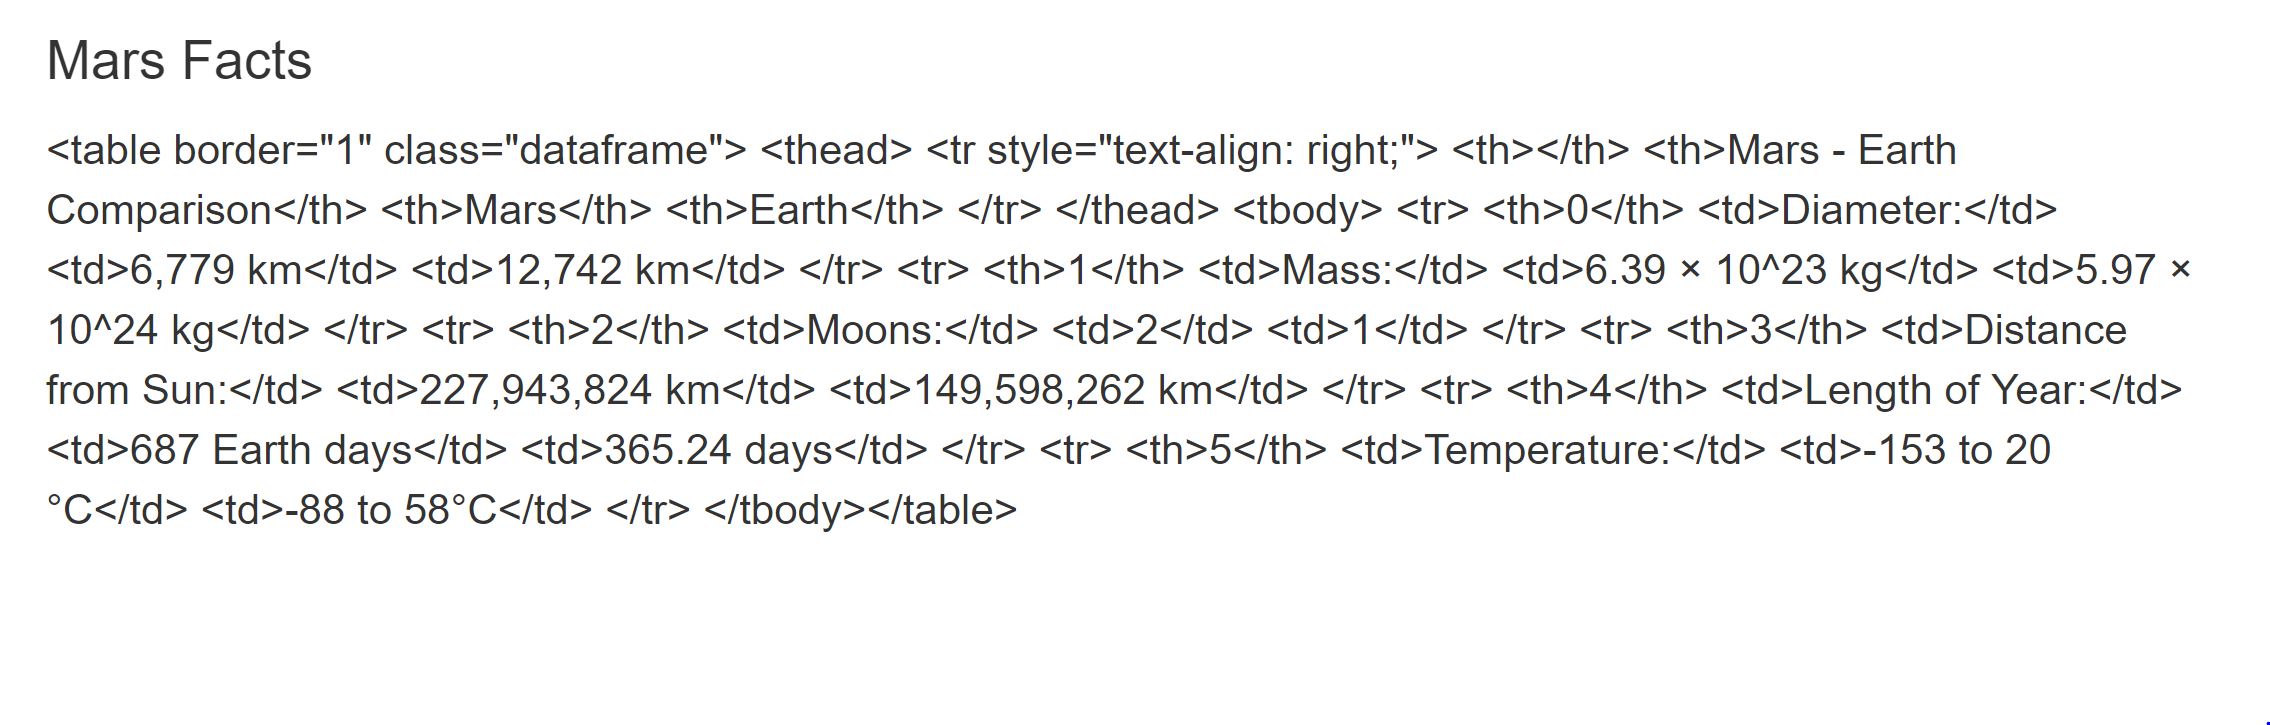 Mars Facts
<table border="1" class="dataframe"> <thead> <tr style="text-align: right;"> <th></th> <th>Mars - Earth
Comparison</th> <th>Mars</th> <th>Earth</th> </tr> </thead> <tbody> <tr> <th>0</th> <td>Diameter:</td>
<td>6,779 km</td> <td>12,742 km</td> </tr> <tr> <th>1</th> <td>Mass:</td> <td>6.39 × 10^23 kg</td> <td>5.97 ×
10^24 kg</td> </tr> <tr> <th>2</th> <td>Moons:</td> <td>2</td> <td>1</td> </tr> <tr> <th>3</th> <td>Distance
from Sun:</td> <td>227,943,824 km</td> <td>149,598,262 km</td> </tr> <tr> <th>4</th> <td>Length of Year:</td>
<td>687 Earth days</td> <td>365.24 days</td> </tr> <tr> <th>5</th> <td>Temperature:</td> <td>-153 to 20
°C</td> <td>-88 to 58°C</td> </tr> </tbody></table>